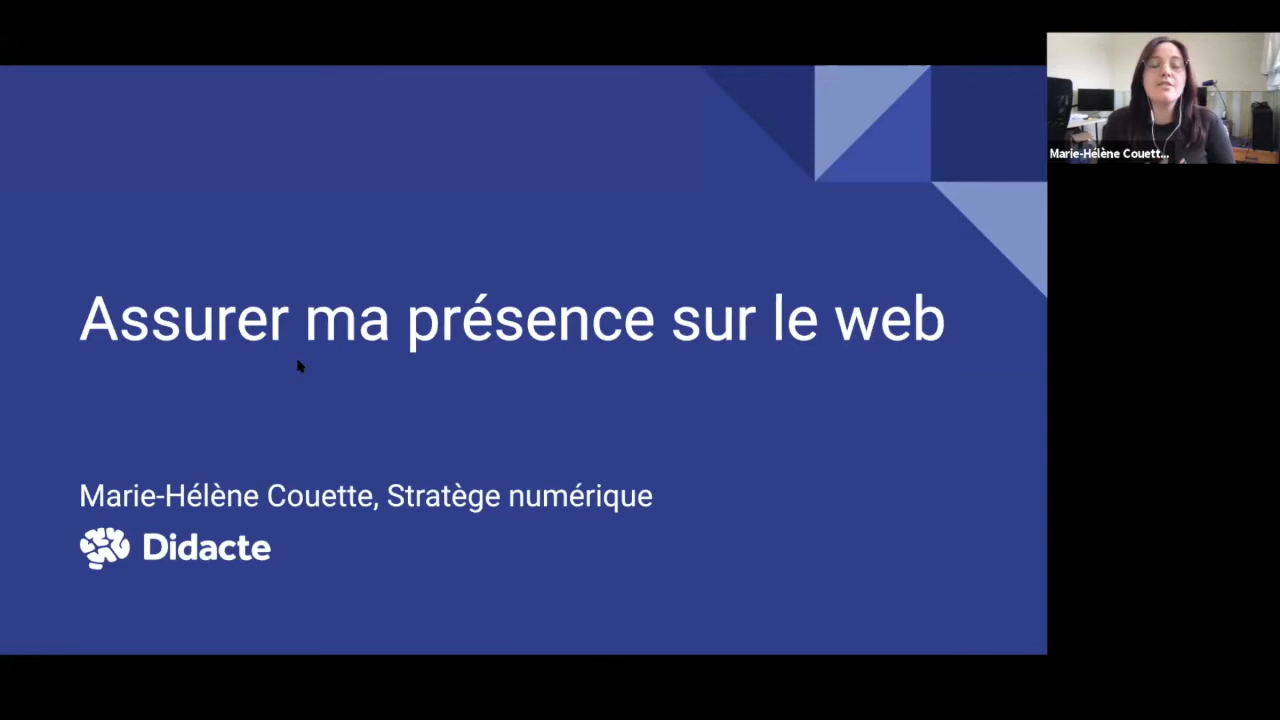 Assurer ma présence sur le web
Marie-Hélène Couette, Stratège numérique
Didacte
Marie-Hélène Couett...